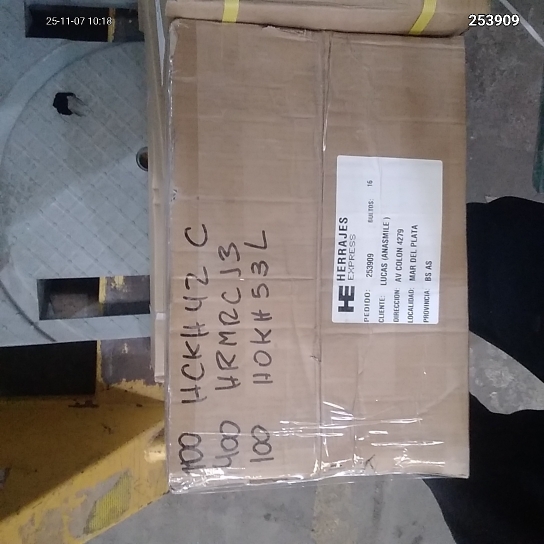 25-11-07 10:18
253909
100 HCKH42 C
400 HRMRCJ3
100 HOKH53L
HE HERRAJES
EXPRESS
PEDIDO: 253909 BULTOS: 16
CLIENTE: LUCAS (ANASMILE)
DIRECCION: AV COLON 4279
LOCALIDAD: MAR DEL PLATA
PROVINCIA: BS AS